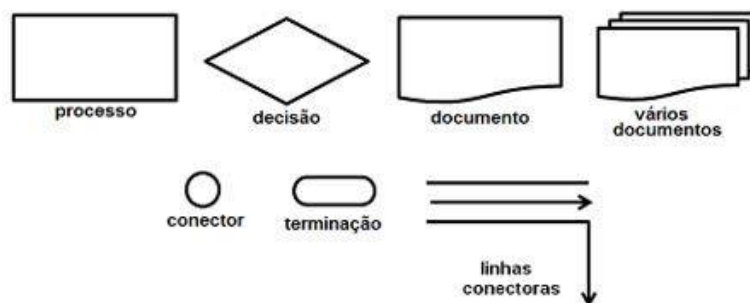 processo
decisão
documento
vários
documentos
conector
terminação
linhas
conectoras